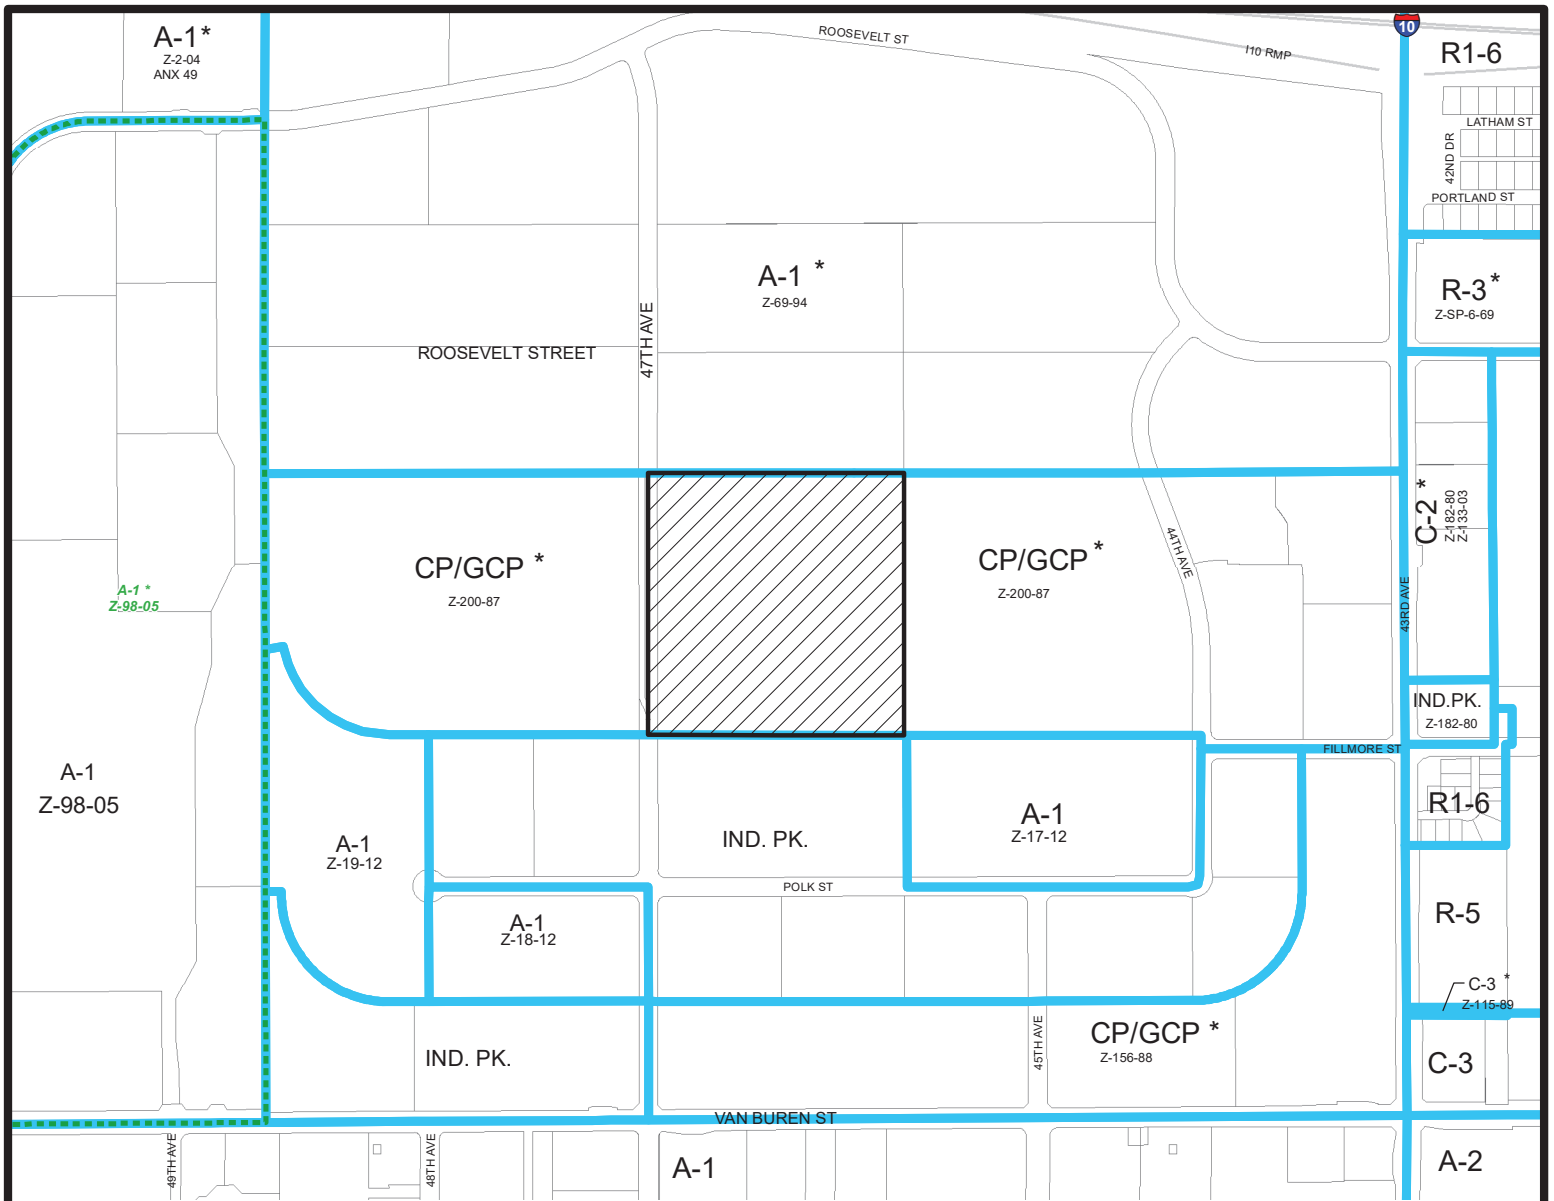 A-1*
Z-2-04
ANX 49
ROOSEVELT ST
I10 RMP
10
R1-6
LATHAM ST
42ND DR
PORTLAND ST
A-1 *
Z-69-94
R-3*
Z-SP-6-69
47TH AVE
ROOSEVELT STREET
CP/GCP *
Z-200-87
CP/GCP *
Z-200-87
44TH AVE
C-2 *
Z-182-80
Z-133-03
43RD AVE
A-1 *
Z-98-05
IND.PK.
Z-182-80
FILLMORE ST
A-1
Z-98-05
A-1
Z-19-12
IND. PK.
A-1
Z-17-12
R1-6
POLK ST
A-1
Z-18-12
R-5
C-3 *
Z-115-89
IND. PK.
45TH AVE
CP/GCP *
Z-156-88
C-3
VAN BUREN ST
49TH AVE
48TH AVE
A-1
A-2